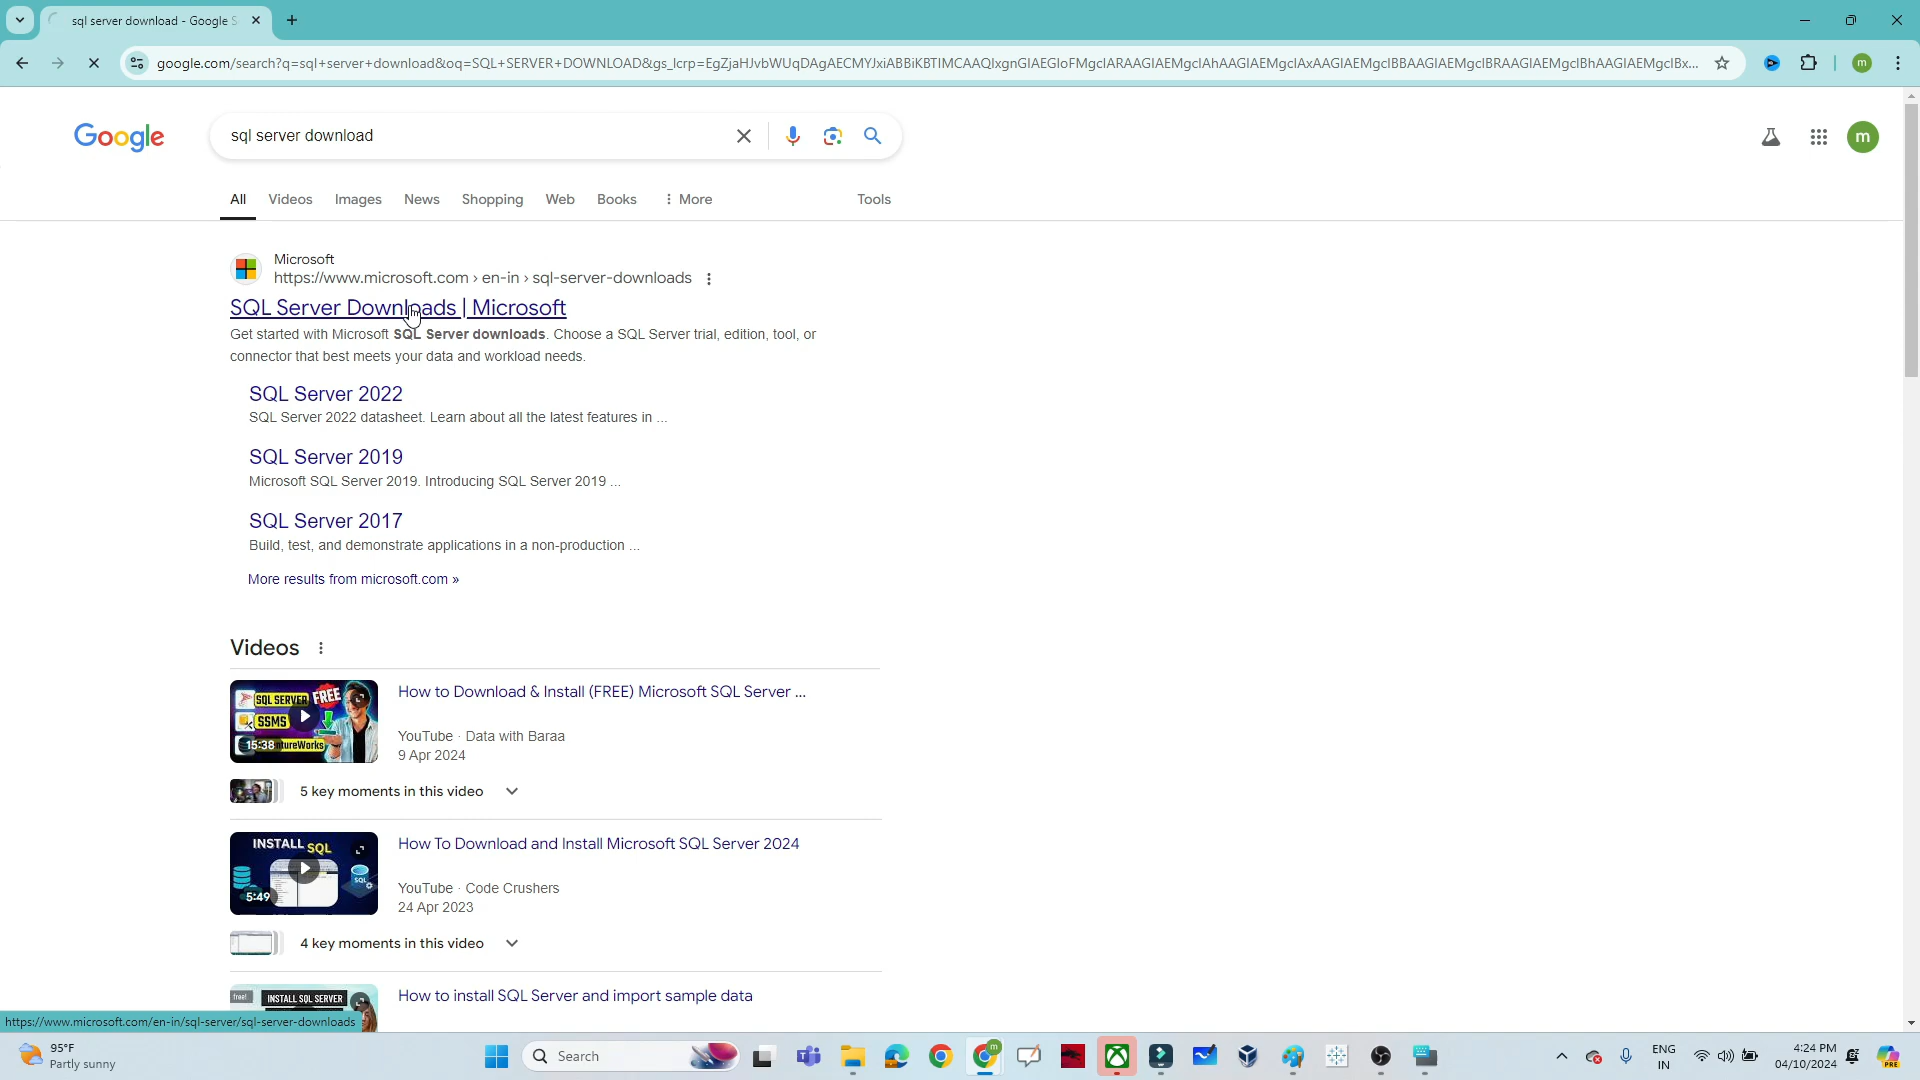 sql server download - Google S
google.com/search?q=sql+server+download&oq=SQL+SERVER+DOWNLOAD&gs_lcrp=EgZjaHJvbWUqDAgAECMYJxiABBiKBTIMCAAQIxgnGIAEGIoFMgcIARAAGIAEMgcIAhAAGIAEMgcIAxAAGIAEMgcIBBAAGIAEMgcIBRAAGIAEMgcIBhAAGIAEMgcIBx...
m
Google
sql server download
m
All Videos Images News Shopping Web Books More Tools
Microsoft
https://www.microsoft.com › en-in › sql-server-downloads
SQL Server Downloads | Microsoft
Get started with Microsoft SQL Server downloads. Choose a SQL Server trial, edition, tool, or
connector that best meets your data and workload needs.
SQL Server 2022
SQL Server 2022 datasheet. Learn about all the latest features in ...
SQL Server 2019
Microsoft SQL Server 2019. Introducing SQL Server 2019 ...
SQL Server 2017
Build, test, and demonstrate applications in a non-production ...
More results from microsoft.com »
Videos
SQL SERVER FREE
SSMS
15:38
How to Download & Install (FREE) Microsoft SQL Server ...
YouTube · Data with Baraa
9 Apr 2024
5 key moments in this video
INSTALL SQL
SQL
5:49
How To Download and Install Microsoft SQL Server 2024
YouTube · Code Crushers
24 Apr 2023
4 key moments in this video
free! INSTALL SQL SERVER
How to install SQL Server and import sample data
https://www.microsoft.com/en-in/sql-server/sql-server-downloads
95°F
Partly sunny
Search
m
ENG
IN
4:24 PM
04/10/2024
PRE